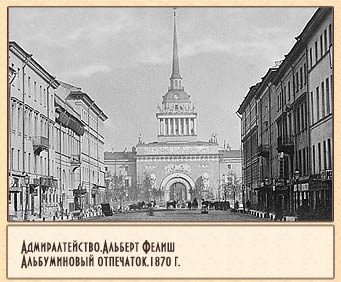 Адмиралтейство.Альберт Фелиш
Альбуминовый отпечаток.1870 г.